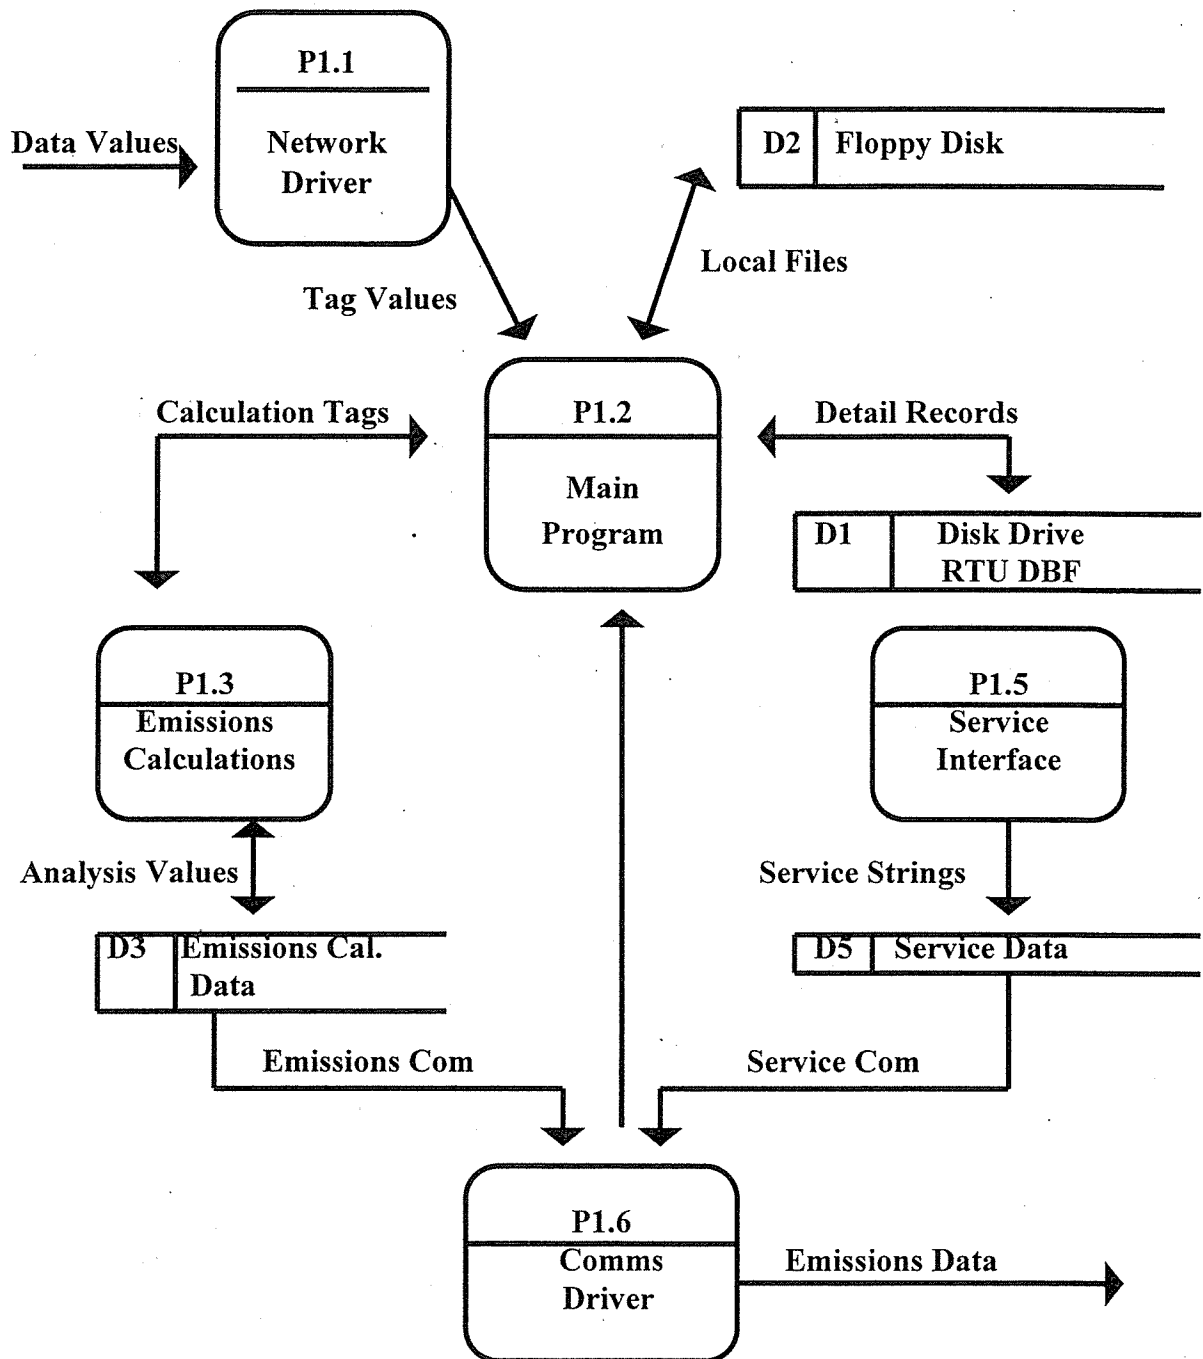 P1.1
Data Values
Network
Driver
D2
Floppy Disk
Local Files
Tag Values
Calculation Tags
P1.2
Detail Records
Main
Program
D1
Disk Drive
RTU DBF
P1.3
Emissions
Calculations
P1.5
Service
Interface
Analysis Values
Service Strings
D3
Emissions Cal.
Data
D5
Service Data
Emissions Com
Service Com
P1.6
Comms
Driver
Emissions Data